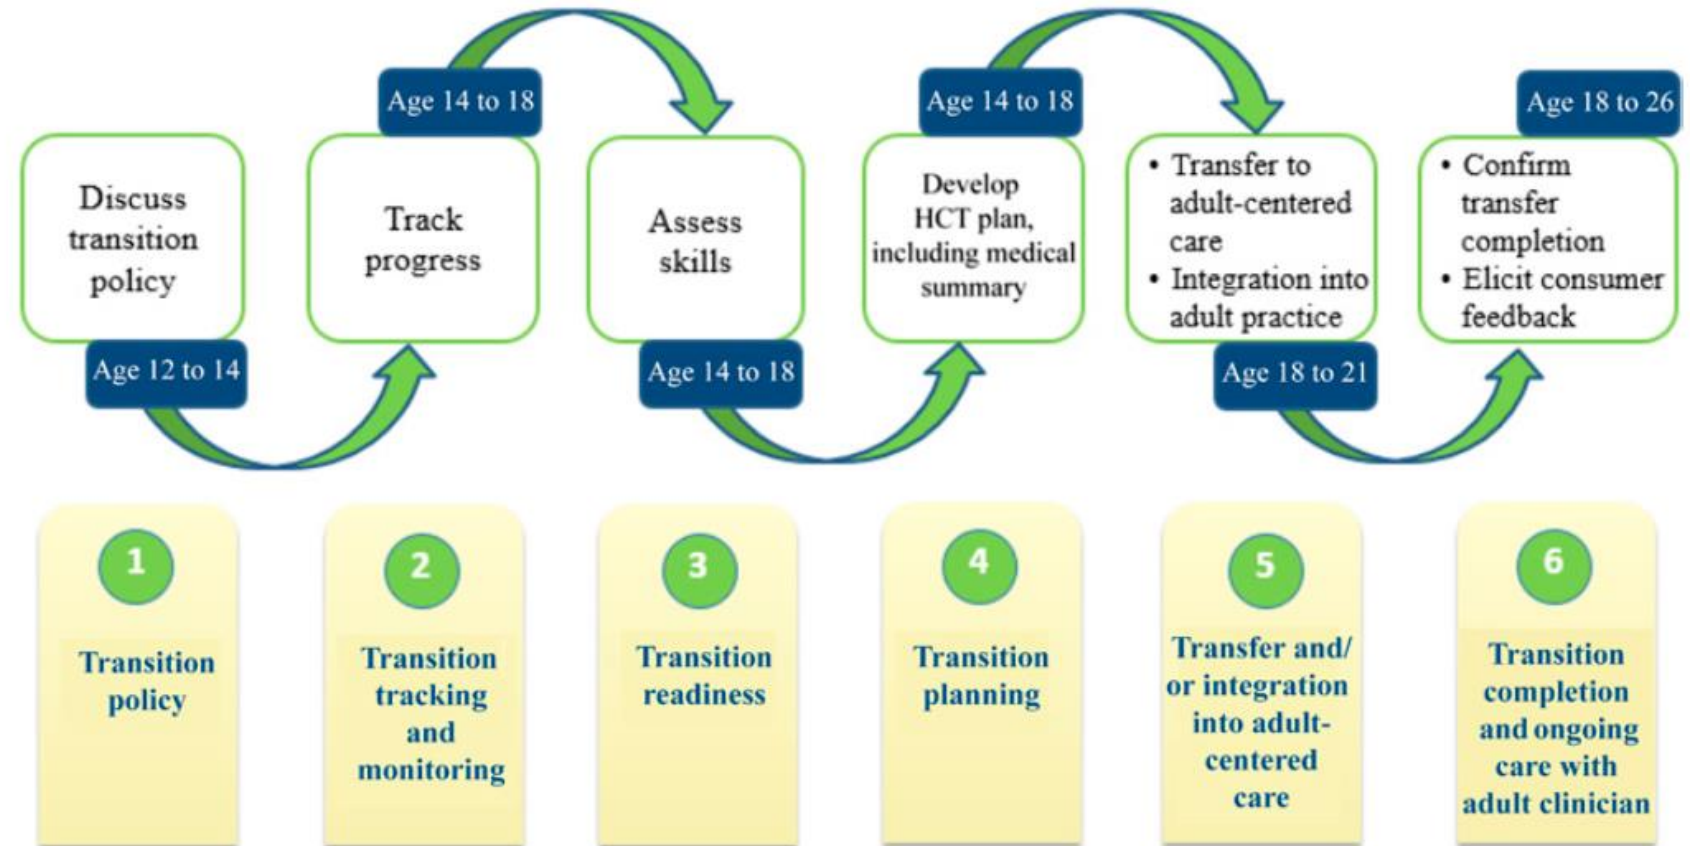 Age 14 to 18
Age 14 to 18
Age 18 to 26
Discuss
transition
policy
Track
progress
Assess
skills
Develop
HCT plan,
including medical
summary
• Transfer to
adult-centered
care
• Integration into
adult practice
• Confirm
transfer
completion
• Elicit consumer
feedback
Age 12 to 14
Age 14 to 18
Age 18 to 21
1
Transition
policy
2
Transition
tracking
and
monitoring
3
Transition
readiness
4
Transition
planning
5
Transfer and/
or integration
into adult-
centered
care
6
Transition
completion
and ongoing
care with
adult clinician